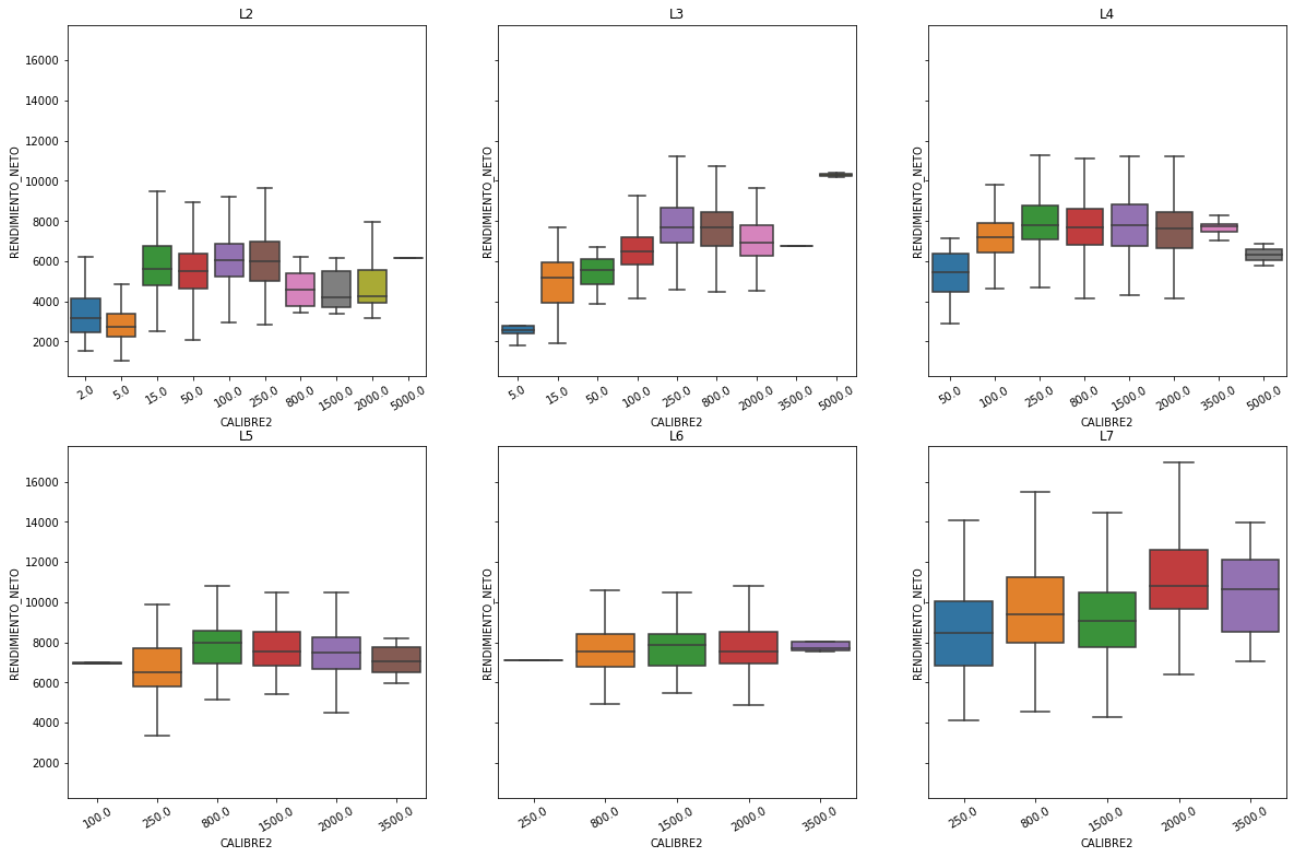 L2
L3
L4
RENDIMIENTO_NETO
16000
14000
12000
10000
8000
6000
4000
2000
2.0 5.0 15.0 50.0 100.0 250.0 800.0 1500.0 2000.0 5000.0
CALIBRE2
RENDIMIENTO_NETO
5.0 15.0 50.0 100.0 250.0 800.0 2000.0 3500.0 5000.0
CALIBRE2
RENDIMIENTO_NETO
50.0 100.0 250.0 800.0 1500.0 2000.0 3500.0 5000.0
CALIBRE2
L5
L6
L7
RENDIMIENTO_NETO
16000
14000
12000
10000
8000
6000
4000
2000
100.0 250.0 800.0 1500.0 2000.0 3500.0
CALIBRE2
RENDIMIENTO_NETO
250.0 800.0 1500.0 2000.0 3500.0
CALIBRE2
RENDIMIENTO_NETO
250.0 800.0 1500.0 2000.0 3500.0
CALIBRE2